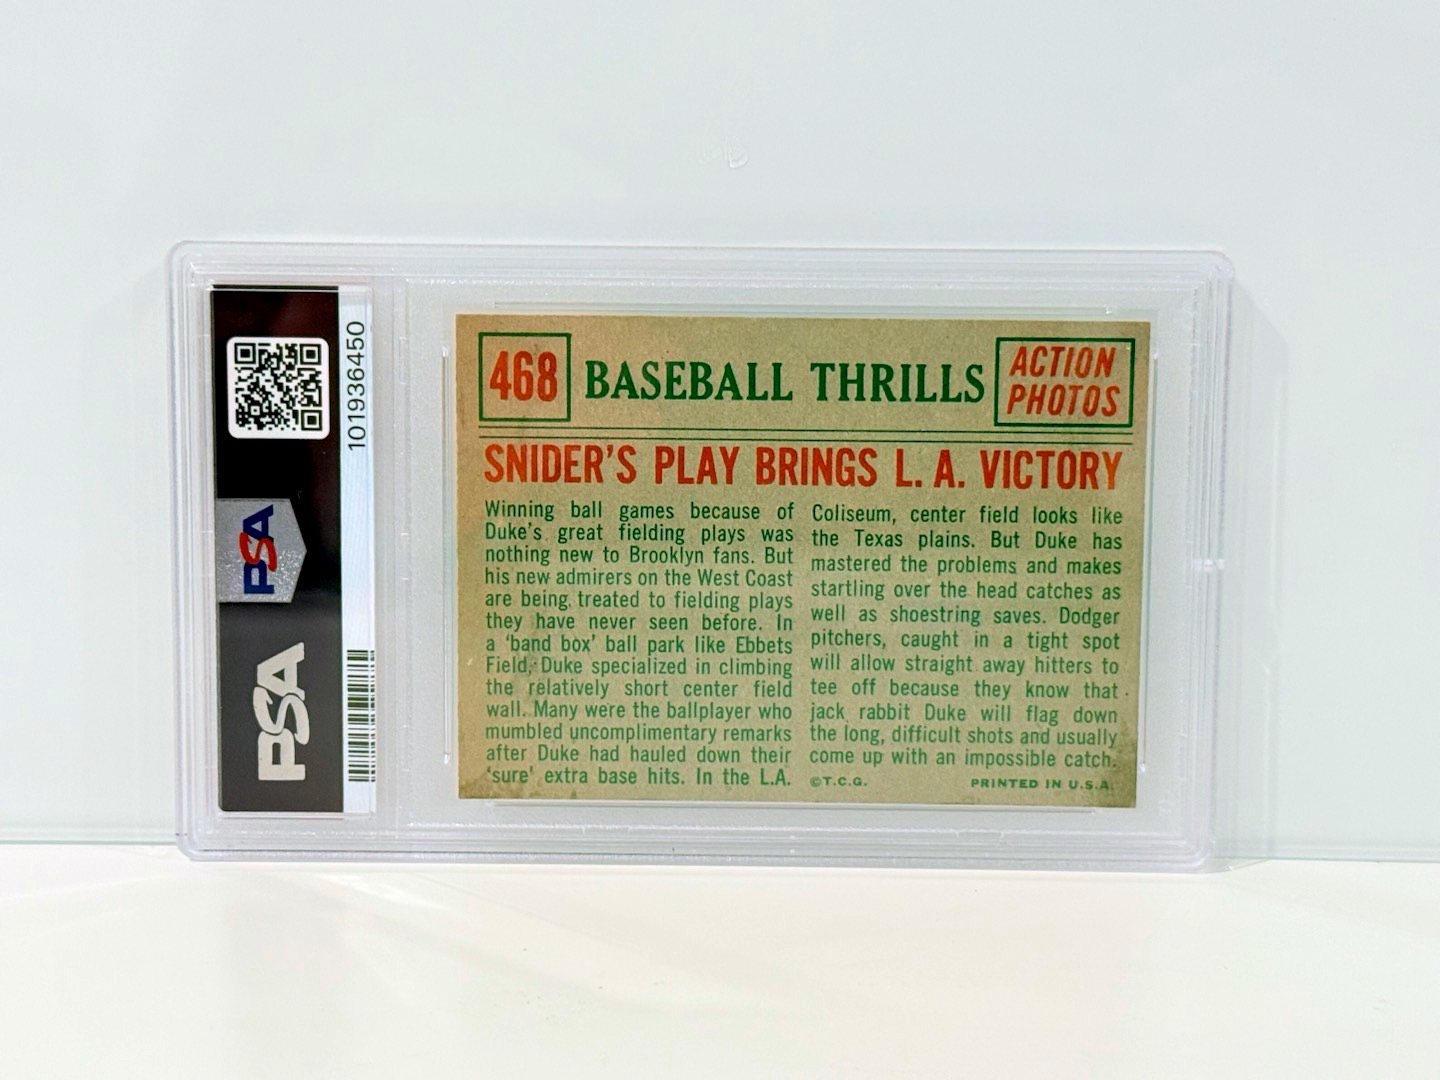 101936450
PSA
PSA
468
BASEBALL THRILLS
ACTION
PHOTOS
SNIDER'S PLAY BRINGS L. A. VICTORY
Winning ball games because of
Duke's great fielding plays was
nothing new to Brooklyn fans. But
his new admirers on the West Coast
are being treated to fielding plays
they have never seen before. In
a 'band box' ball park like Ebbets
Field, Duke specialized in climbing
the relatively short center field
wall. Many were the ballplayer who
mumbled uncomplimentary remarks
after Duke had hauled down their
'sure' extra base hits. In the L.A.
Coliseum, center field looks like
the Texas plains. But Duke has
mastered the problems and makes
startling over the head catches as
well as shoestring saves. Dodger
pitchers, caught in a tight spot
will allow straight away hitters to
tee off because they know that
jack rabbit Duke will flag down
the long, difficult shots and usually
come up with an impossible catch.
©T.C.G.
PRINTED IN U.S.A.